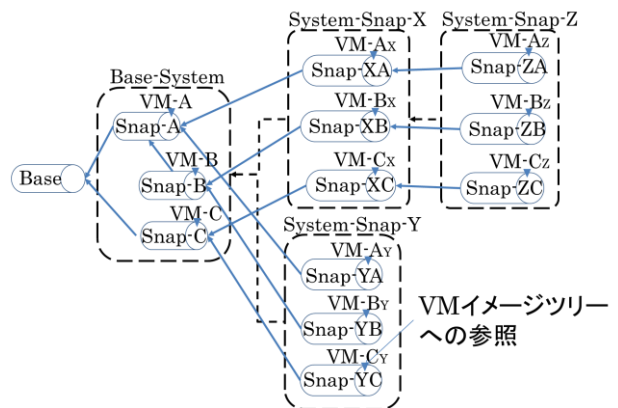 System-Snap-X
System-Snap-Z
VM-Ax
Snap-XA
VM-Az
Snap-ZA
Base-System
VM-A
Snap-A
VM-Bx
Snap-XB
VM-Bz
Snap-ZB
VM-B
Snap-B
Base
VM-Cx
Snap-XC
VM-Cz
Snap-ZC
VM-C
Snap-C
System-Snap-Y
VM-AY
Snap-YA
VM-BY
Snap-YB
VM-CY
Snap-YC
VMイメージツリー
への参照